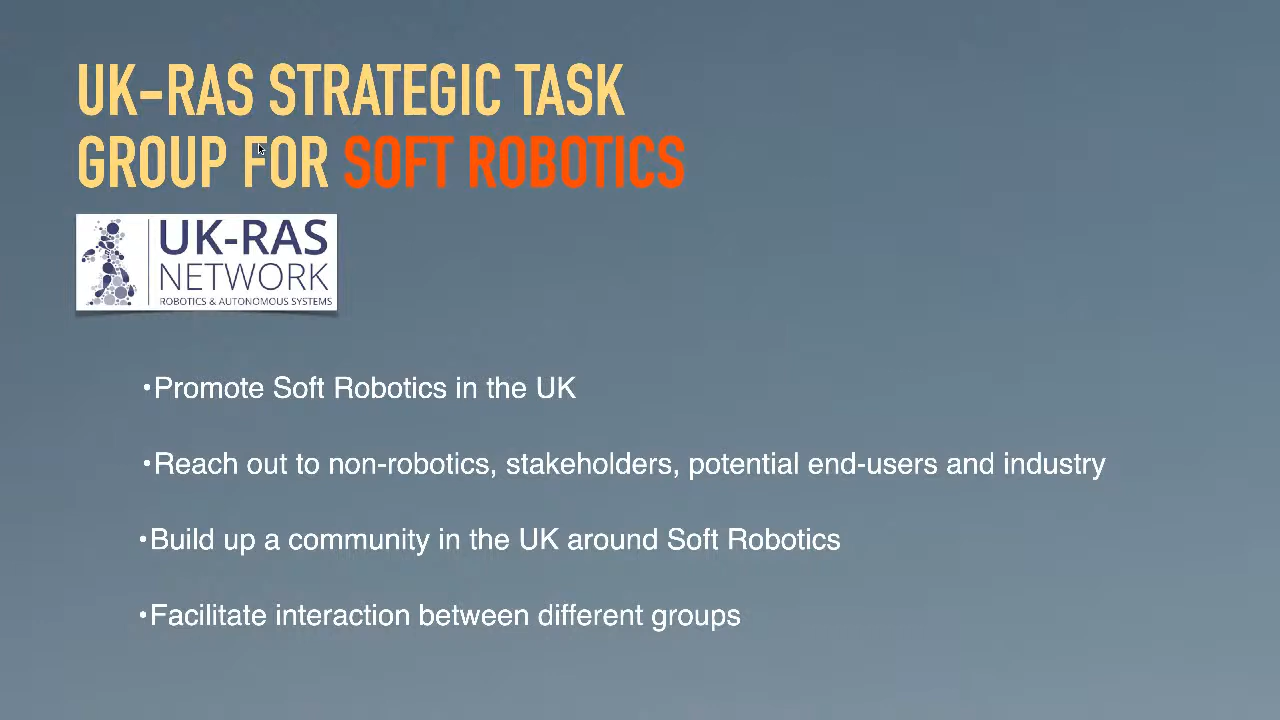 UK-RAS STRATEGIC TASK
GROUP FOR SOFT ROBOTICS
UK-RAS
NETWORK
ROBOTICS & AUTONOMOUS SYSTEMS
•Promote Soft Robotics in the UK
•Reach out to non-robotics, stakeholders, potential end-users and industry
•Build up a community in the UK around Soft Robotics
•Facilitate interaction between different groups